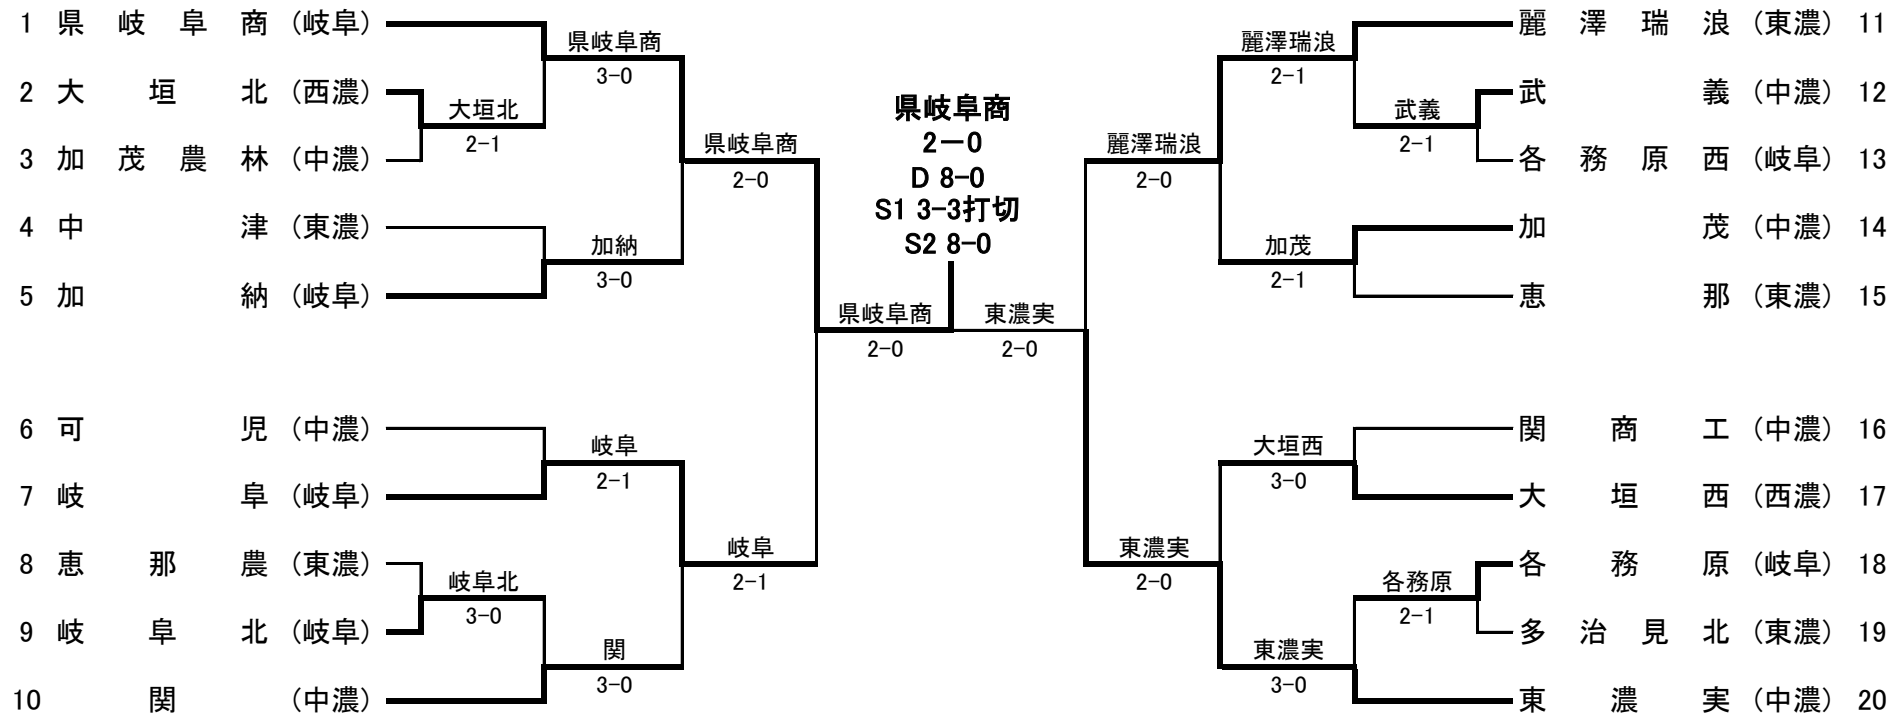 1 県岐阜商 (岐阜)
2 大垣北 (西濃)
3 加茂農林 (中濃)
4 中津 (東濃)
5 加納 (岐阜)
6 可児 (中濃)
7 岐阜 (岐阜)
8 恵那農 (東濃)
9 岐阜北 (岐阜)
10 関 (中濃)
大垣北
2-1
岐阜北
3-0
県岐阜商
3-0
加納
3-0
岐阜
2-1
関
3-0
県岐阜商
2-0
岐阜
2-1
県岐阜商
2-0
県岐阜商
2-0
D 8-0
S1 3-3打切
S2 8-0
東濃実
2-0
麗澤瑞浪
2-0
東濃実
2-0
麗澤瑞浪
2-1
加茂
2-1
大垣西
3-0
東濃実
3-0
武義
2-1
各務原
2-1
麗澤瑞浪 (東濃) 11
武義 (中濃) 12
各務原西 (岐阜) 13
加茂 (中濃) 14
恵那 (東濃) 15
関商工 (中濃) 16
大垣西 (西濃) 17
各務原 (岐阜) 18
多治見北 (東濃) 19
東濃実 (中濃) 20